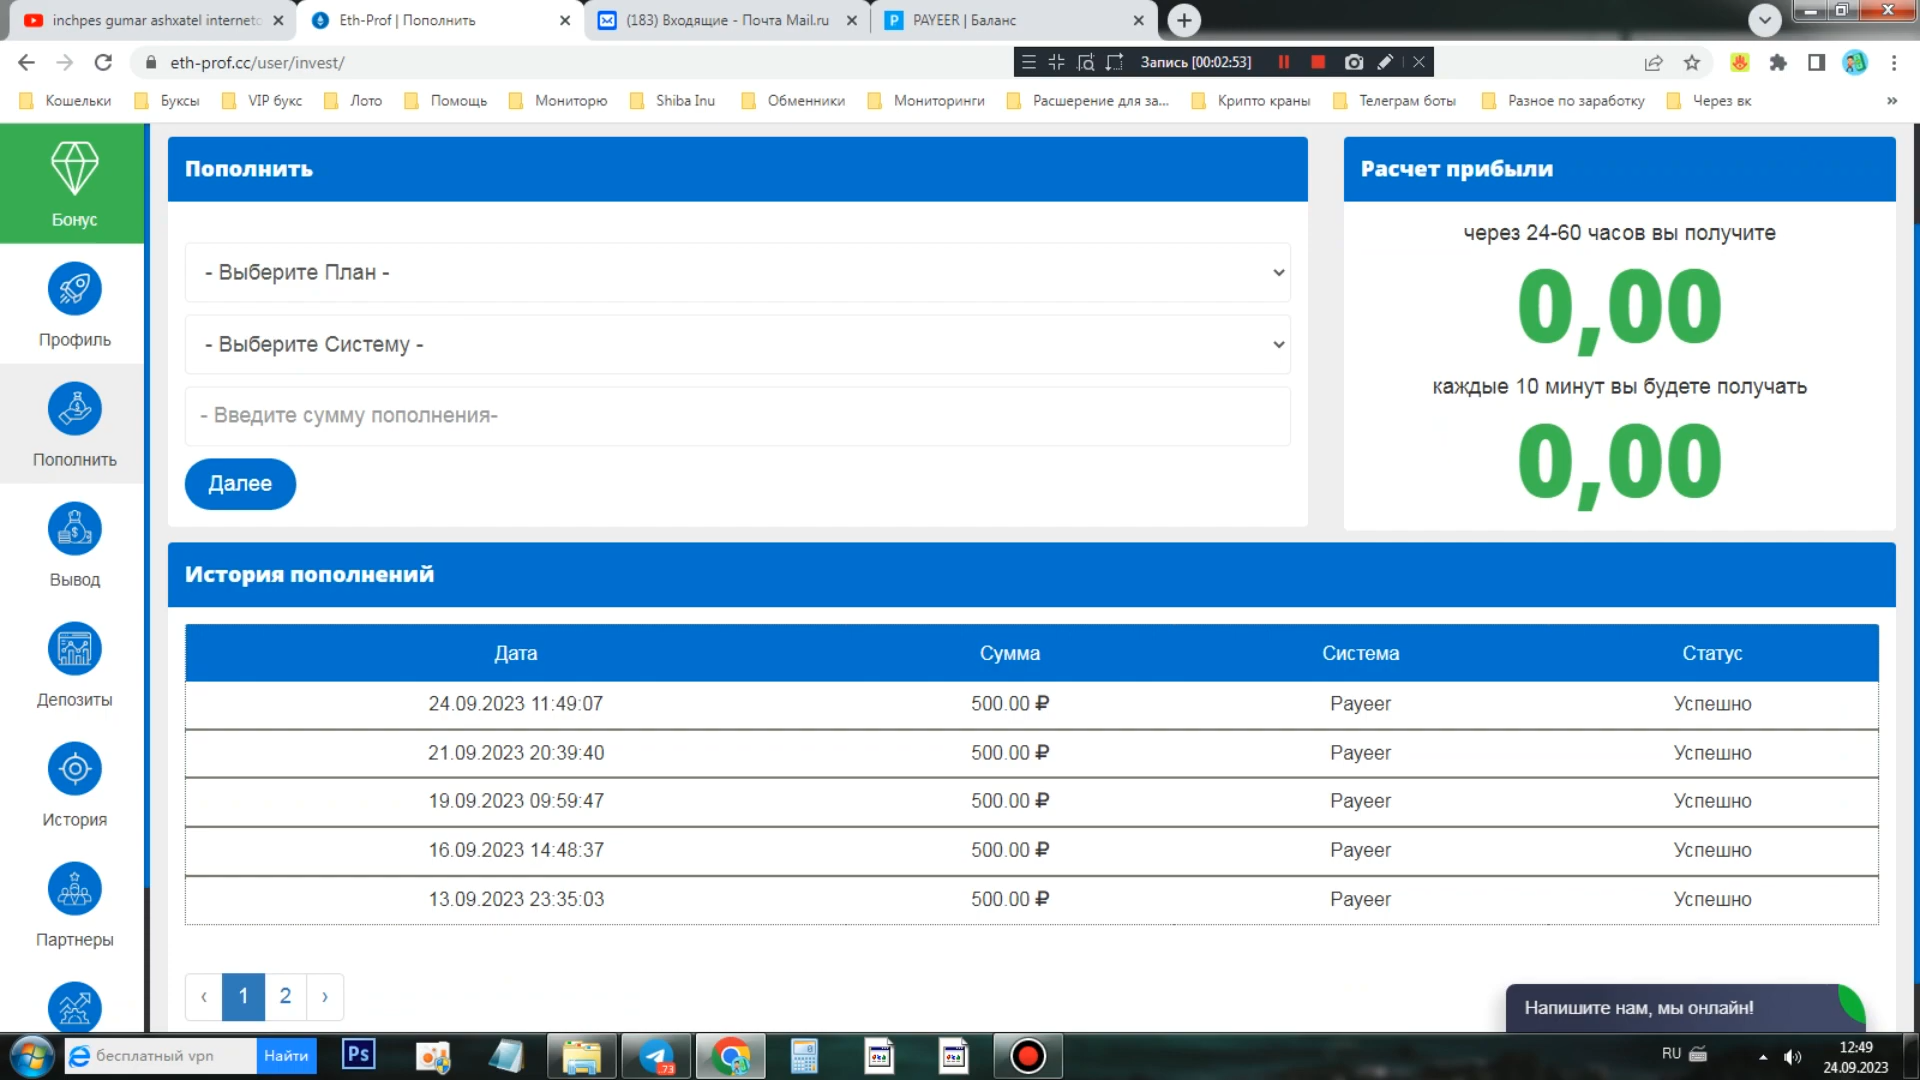 inchpes gumar ashxatel interneto
Eth-Prof | Пополнить
(183) Входящие - Почта Mail.ru
PAYEER | Баланс
eth-prof.cc/user/invest/
Запись [00:02:53]
Кошельки
Буксы
VIP букс
Лото
Помощь
Мониторю
Shiba Inu
Обменники
Мониторинги
Расшерение для за...
Крипто краны
Телеграм боты
Разное по заработку
Через вк
»
Бонус
Профиль
Пополнить
Вывод
Депозиты
История
Партнеры
Пополнить
- Выберите План -
- Выберите Систему -
- Введите сумму пополнения-
Далее
Расчет прибыли
через 24-60 часов вы получите
0,00
каждые 10 минут вы будете получать
0,00
История пополнений
Дата Сумма Система Статус
24.09.2023 11:49:07 500.00 ₽ Payeer Успешно
21.09.2023 20:39:40 500.00 ₽ Payeer Успешно
19.09.2023 09:59:47 500.00 ₽ Payeer Успешно
16.09.2023 14:48:37 500.00 ₽ Payeer Успешно
13.09.2023 23:35:03 500.00 ₽ Payeer Успешно
‹ 1 2 ›
Напишите нам, мы онлайн!
бесплатный vpn
Найти
Ps
73
RU
12:49
24.09.2023